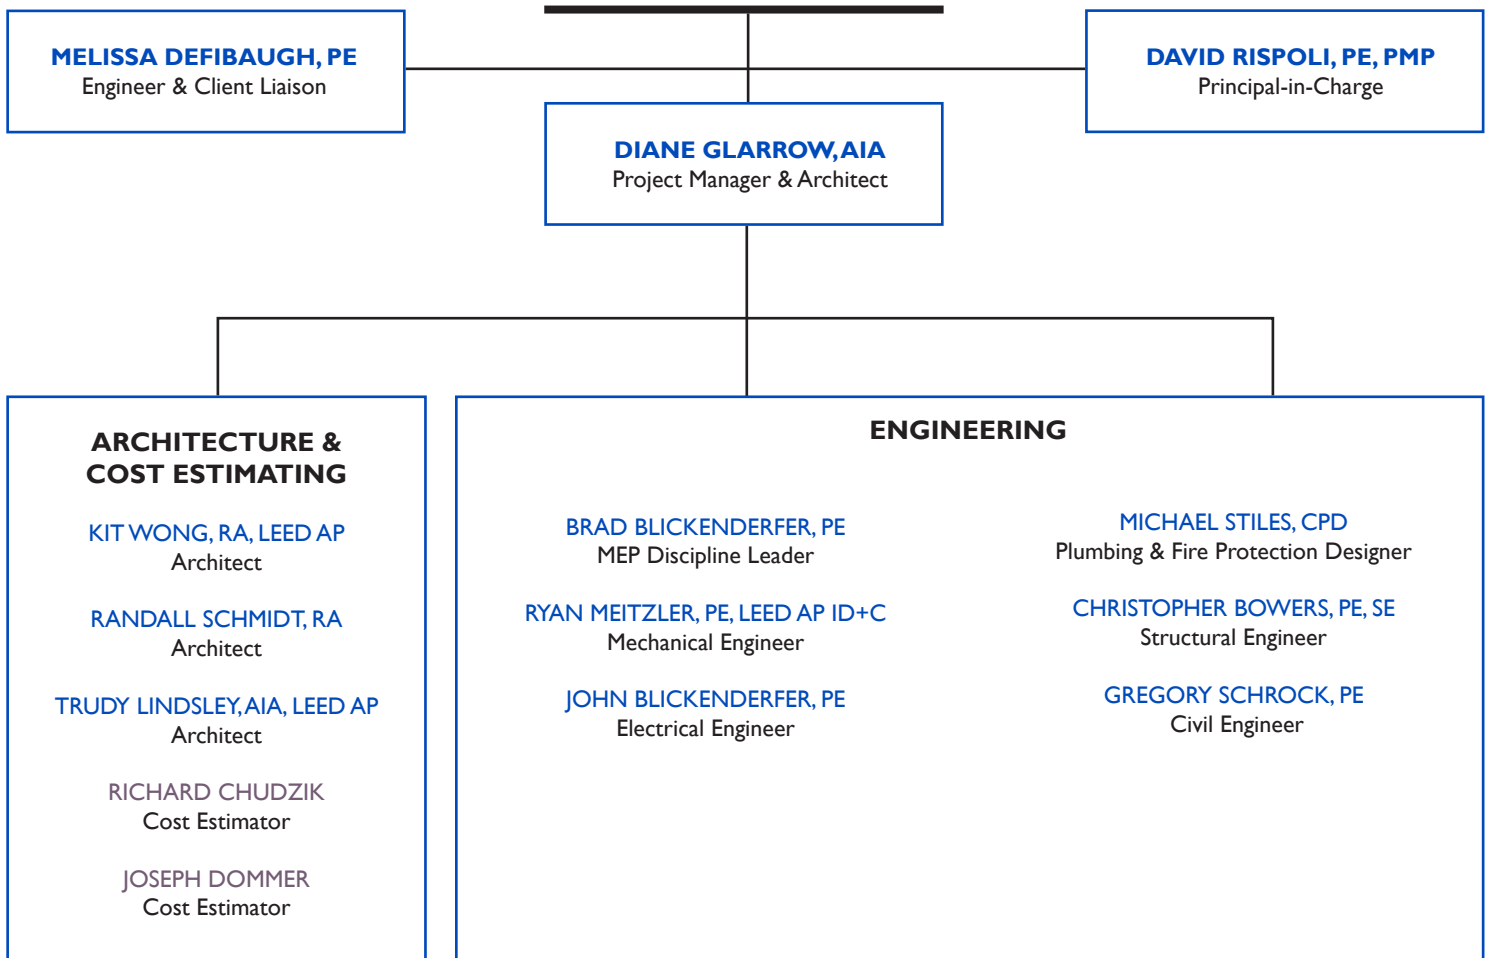 MELISSA DEFIBAUGH, PE
Engineer & Client Liaison
DAVID RISPOLI, PE, PMP
Principal-in-Charge
DIANE GLARROW, AIA
Project Manager & Architect
ARCHITECTURE &
COST ESTIMATING
KIT WONG, RA, LEED AP
Architect
RANDALL SCHMIDT, RA
Architect
TRUDY LINDSLEY, AIA, LEED AP
Architect
RICHARD CHUDZIK
Cost Estimator
JOSEPH DOMMER
Cost Estimator
ENGINEERING
BRAD BLICKENDERFER, PE
MEP Discipline Leader
RYAN MEITZLER, PE, LEED AP ID+C
Mechanical Engineer
JOHN BLICKENDERFER, PE
Electrical Engineer
MICHAEL STILES, CPD
Plumbing & Fire Protection Designer
CHRISTOPHER BOWERS, PE, SE
Structural Engineer
GREGORY SCHROCK, PE
Civil Engineer